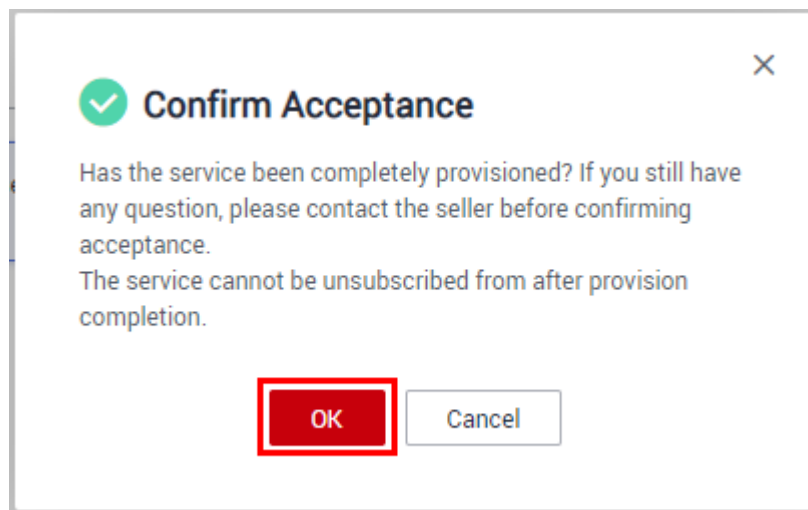 Confirm Acceptance
Has the service been completely provisioned? If you still have
any question, please contact the seller before confirming
acceptance.
The service cannot be unsubscribed from after provision
completion.
OK
Cancel